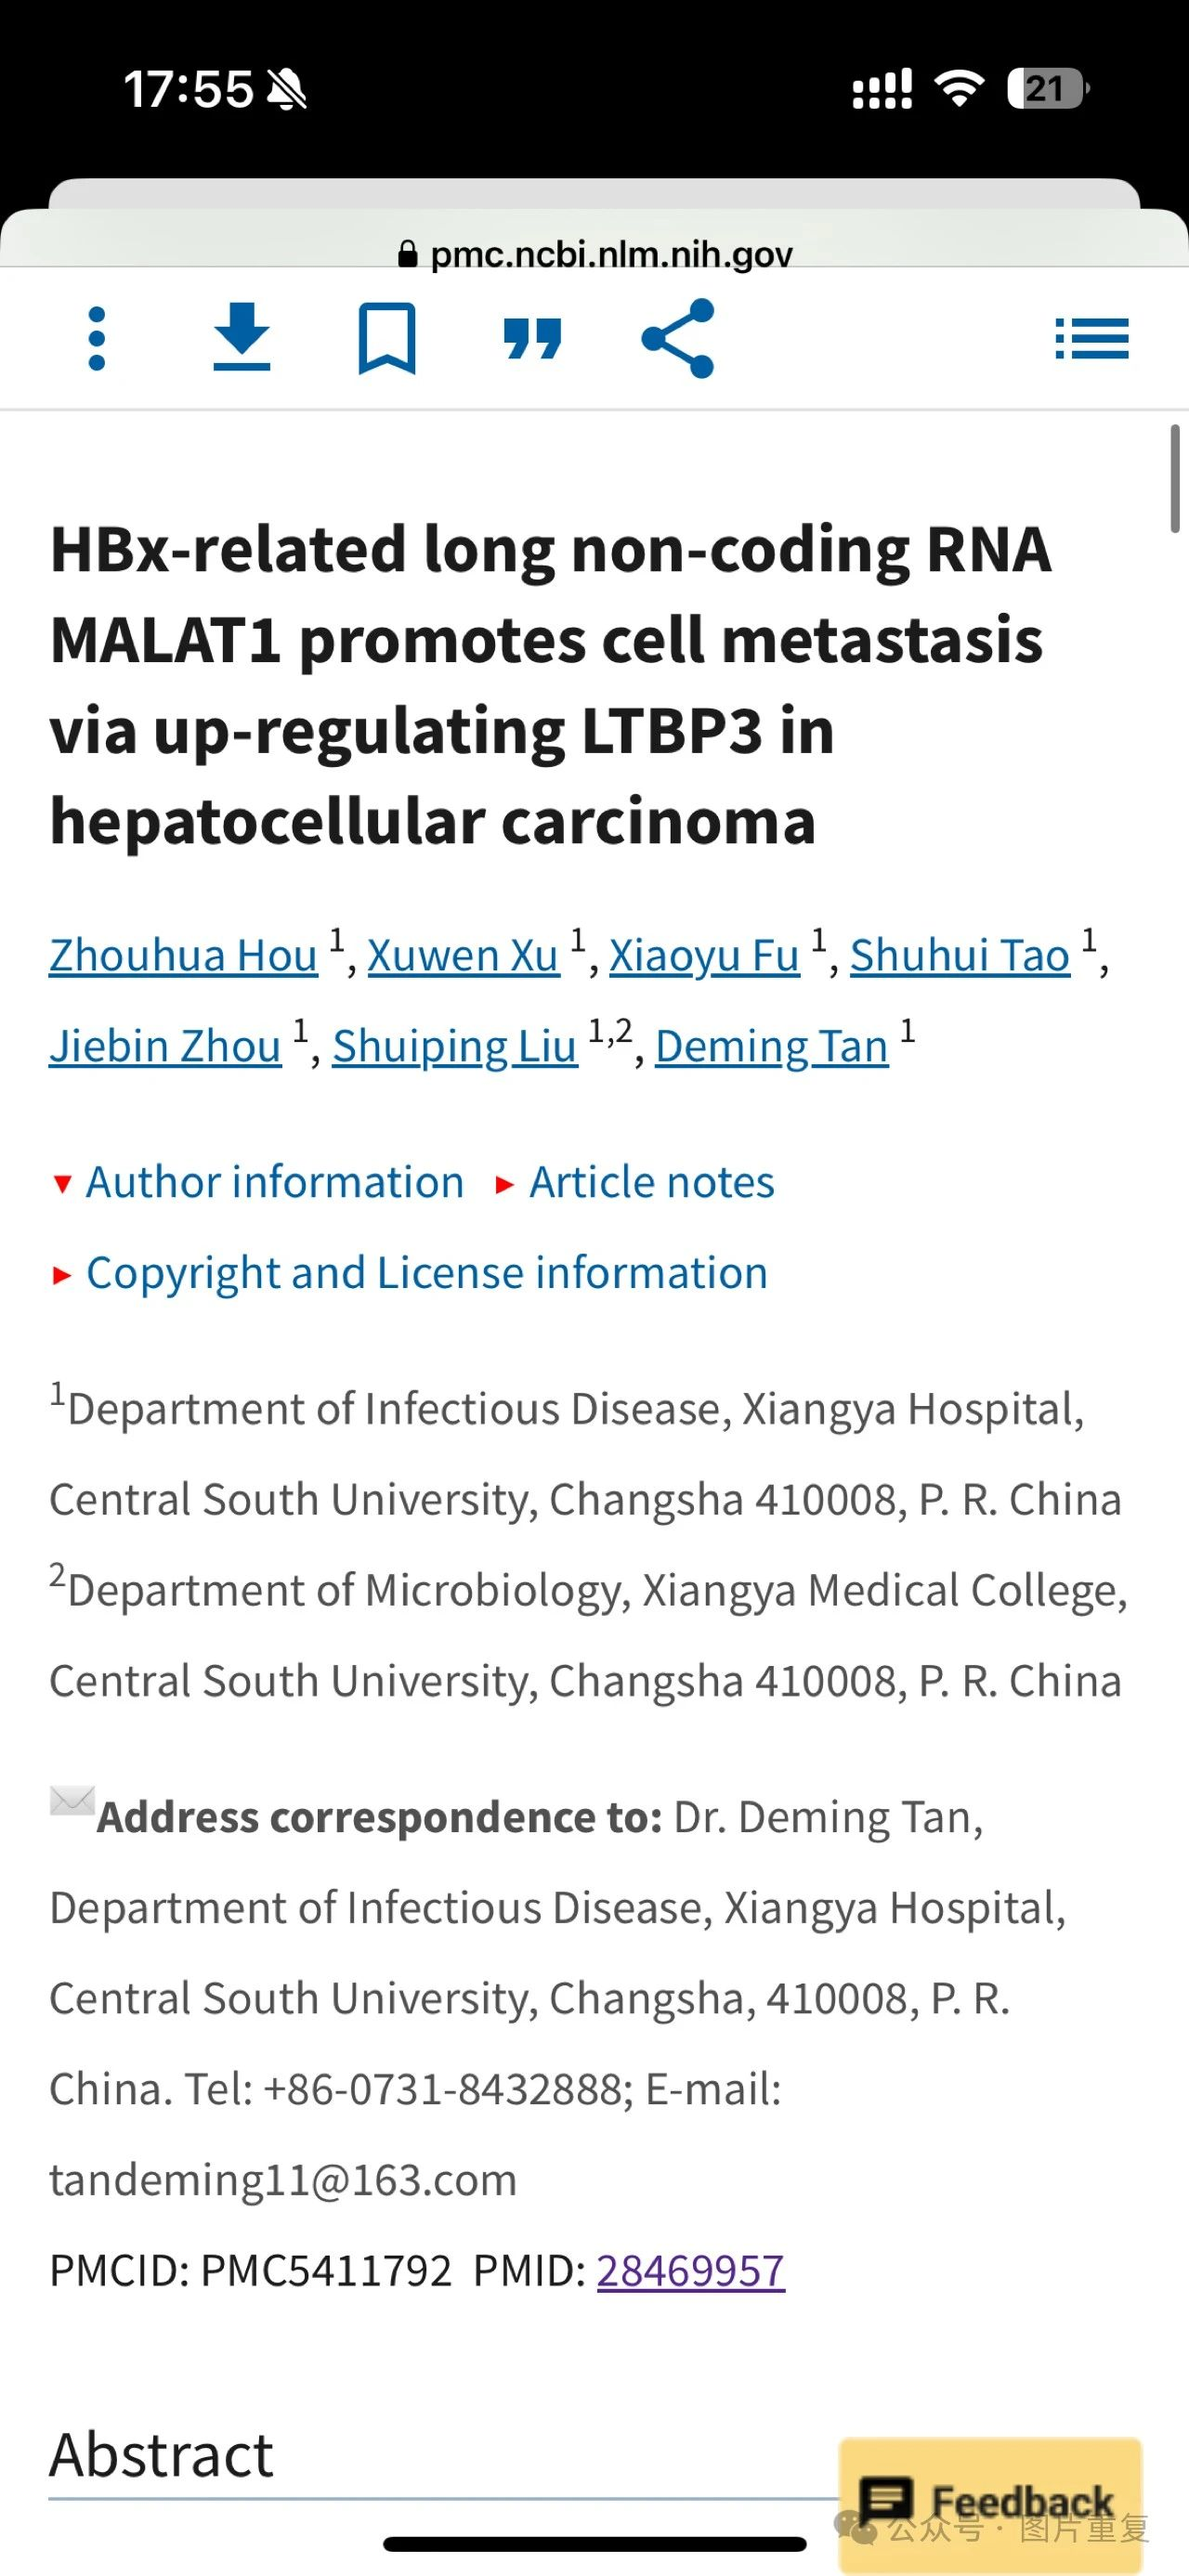 17:55
21
pmc.ncbi.nlm.nih.gov
HBx-related long non-coding RNA
MALAT1 promotes cell metastasis
via up-regulating LTBP3 in
hepatocellular carcinoma
Zhouhua Hou 1, Xuwen Xu 1, Xiaoyu Fu 1, Shuhui Tao 1,
Jiebin Zhou 1, Shuiping Liu 1,2, Deming Tan 1
▾ Author information ▸ Article notes
▸ Copyright and License information
1Department of Infectious Disease, Xiangya Hospital,
Central South University, Changsha 410008, P. R. China
2Department of Microbiology, Xiangya Medical College,
Central South University, Changsha 410008, P. R. China
Address correspondence to: Dr. Deming Tan,
Department of Infectious Disease, Xiangya Hospital,
Central South University, Changsha, 410008, P. R.
China. Tel: +86-0731-8432888; E-mail:
tandeming11@163.com
PMCID: PMC5411792 PMID: 28469957
Abstract
Feedback
公众号 · 图片重复